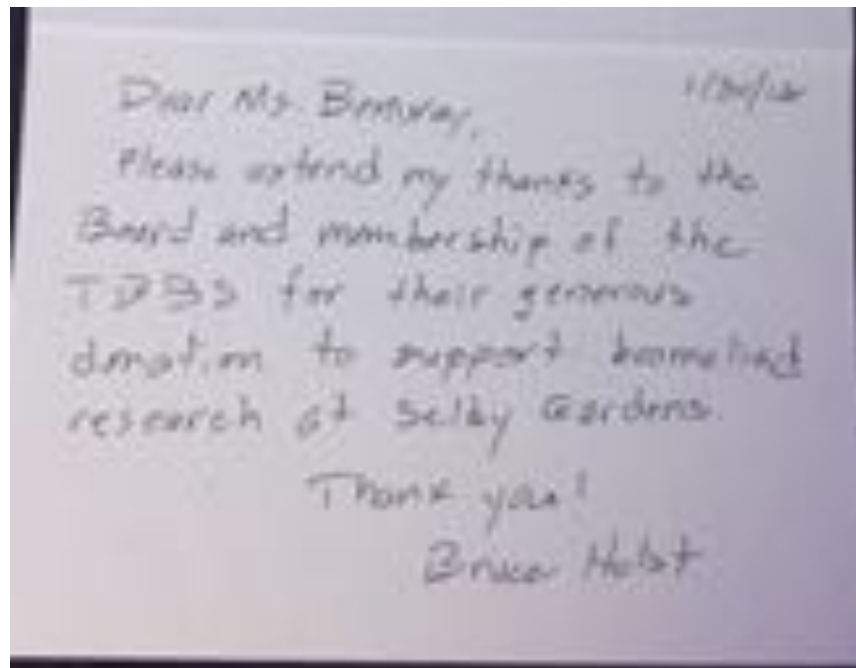 Dear Ms
Please extend my thanks to the
Board and membership of the
TBBS for their generous
donation to support bromeliad
research at Selby Gardens
Thank you!
Bruce Holst